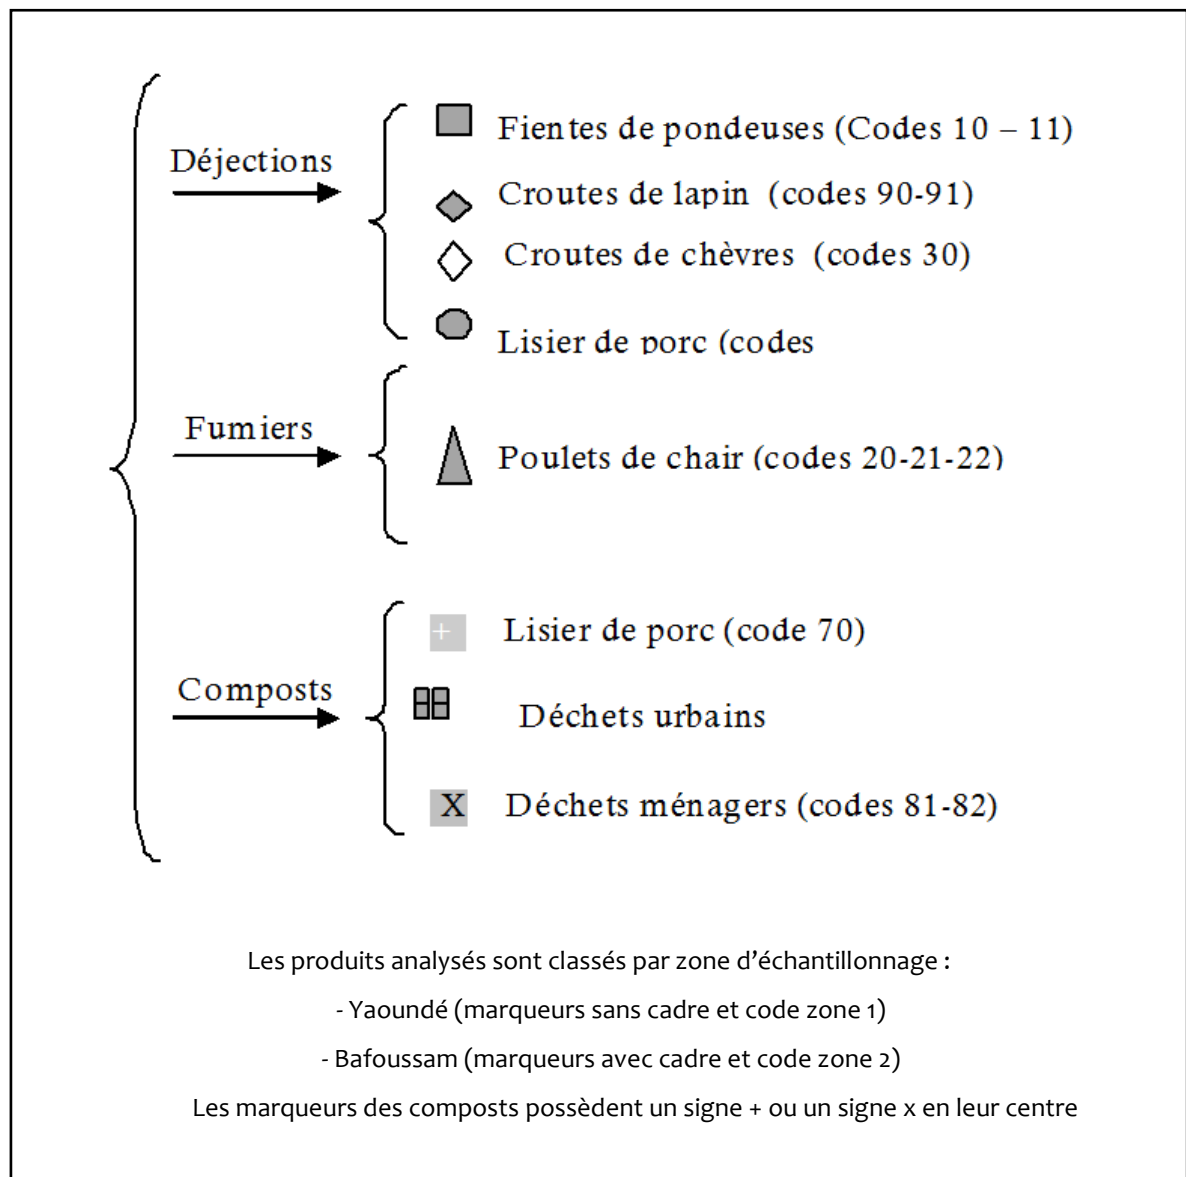 Déjections
Fientes de pondeuses (Codes 10 – 11)
Croutes de lapin (codes 90-91)
Croutes de chèvres (codes 30)
Lisier de porc (codes
Fumiers
Poulets de chair (codes 20-21-22)
Composts
+ Lisier de porc (code 70)
Déchets urbains
X Déchets ménagers (codes 81-82)
Les produits analysés sont classés par zone d’échantillonnage :
- Yaoundé (marqueurs sans cadre et code zone 1)
- Bafoussam (marqueurs avec cadre et code zone 2)
Les marqueurs des composts possèdent un signe + ou un signe x en leur centre